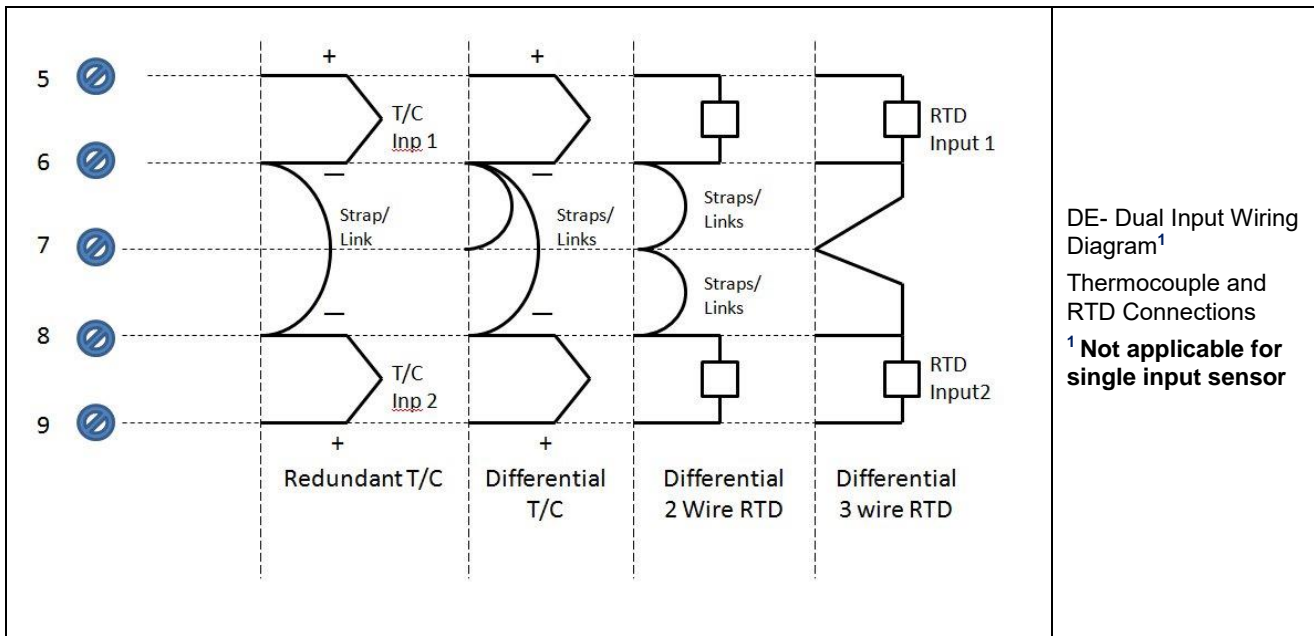 +
+
5
T/C
Inp 1
RTD
Input 1
6
—
—
Strap/
Link
Straps/
Links
Straps/
Links
7
Straps/
Links
—
—
8
T/C
Inp 2
RTD
Input2
9
+
+
Redundant T/C
Differential
T/C
Differential
2 Wire RTD
Differential
3 wire RTD
DE- Dual Input Wiring
Diagram¹
Thermocouple and
RTD Connections
¹ Not applicable for
single input sensor